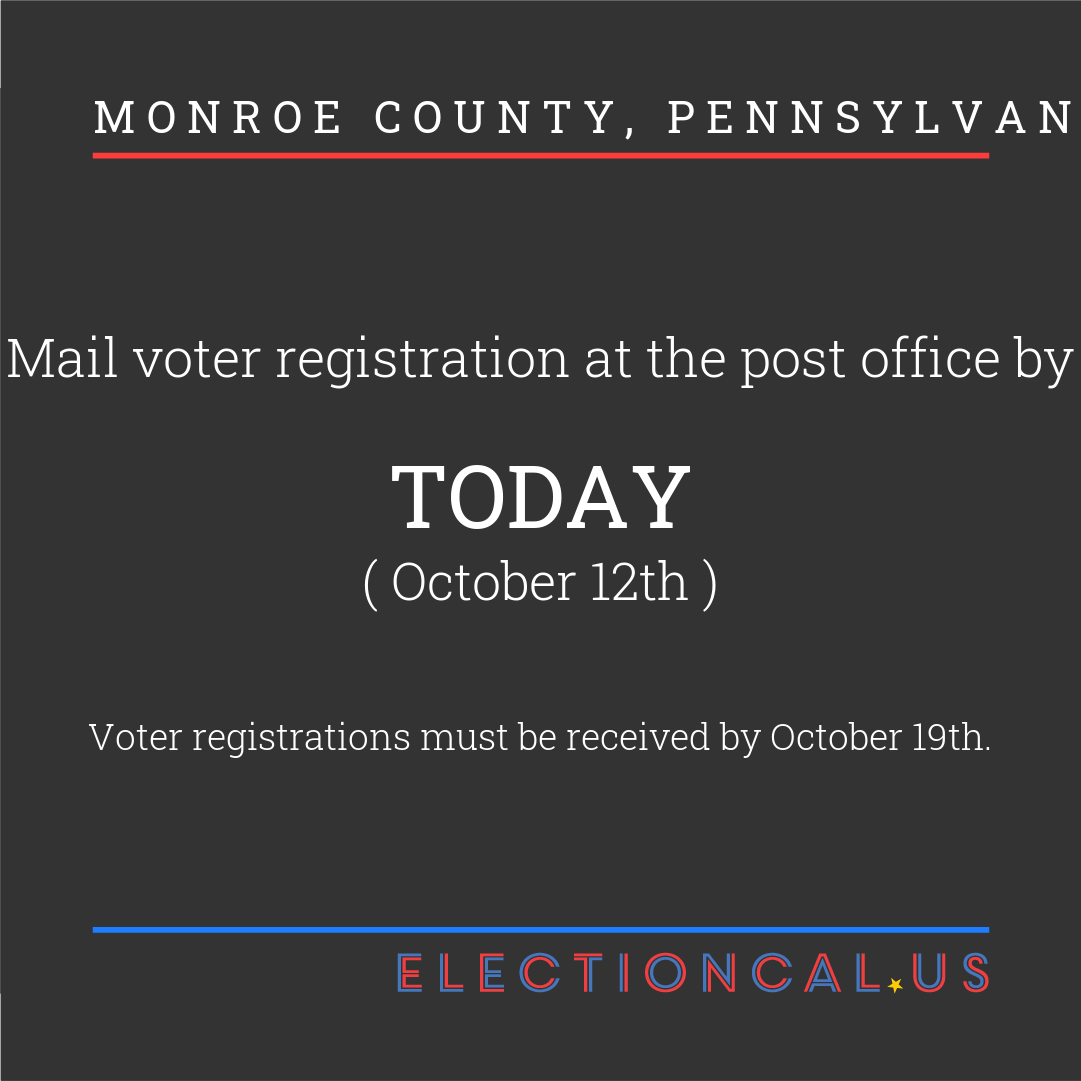 MONROE COUNTY, PENNSYLVAN
Mail voter registration at the post office by
TODAY
( October 12th )
Voter registrations must be received by October 19th.
ELECTIONCAL.US